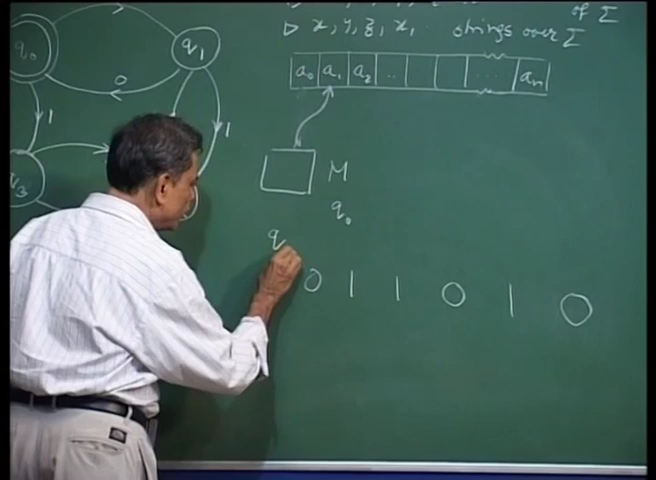 of Σ
▷ x, y, z, x, strings over Σ
q₀ q₁
0
1 1
q₃
a₀ a₁ a₂ .. ... aₙ
M
q₀
q
0 1 1 0 1 0